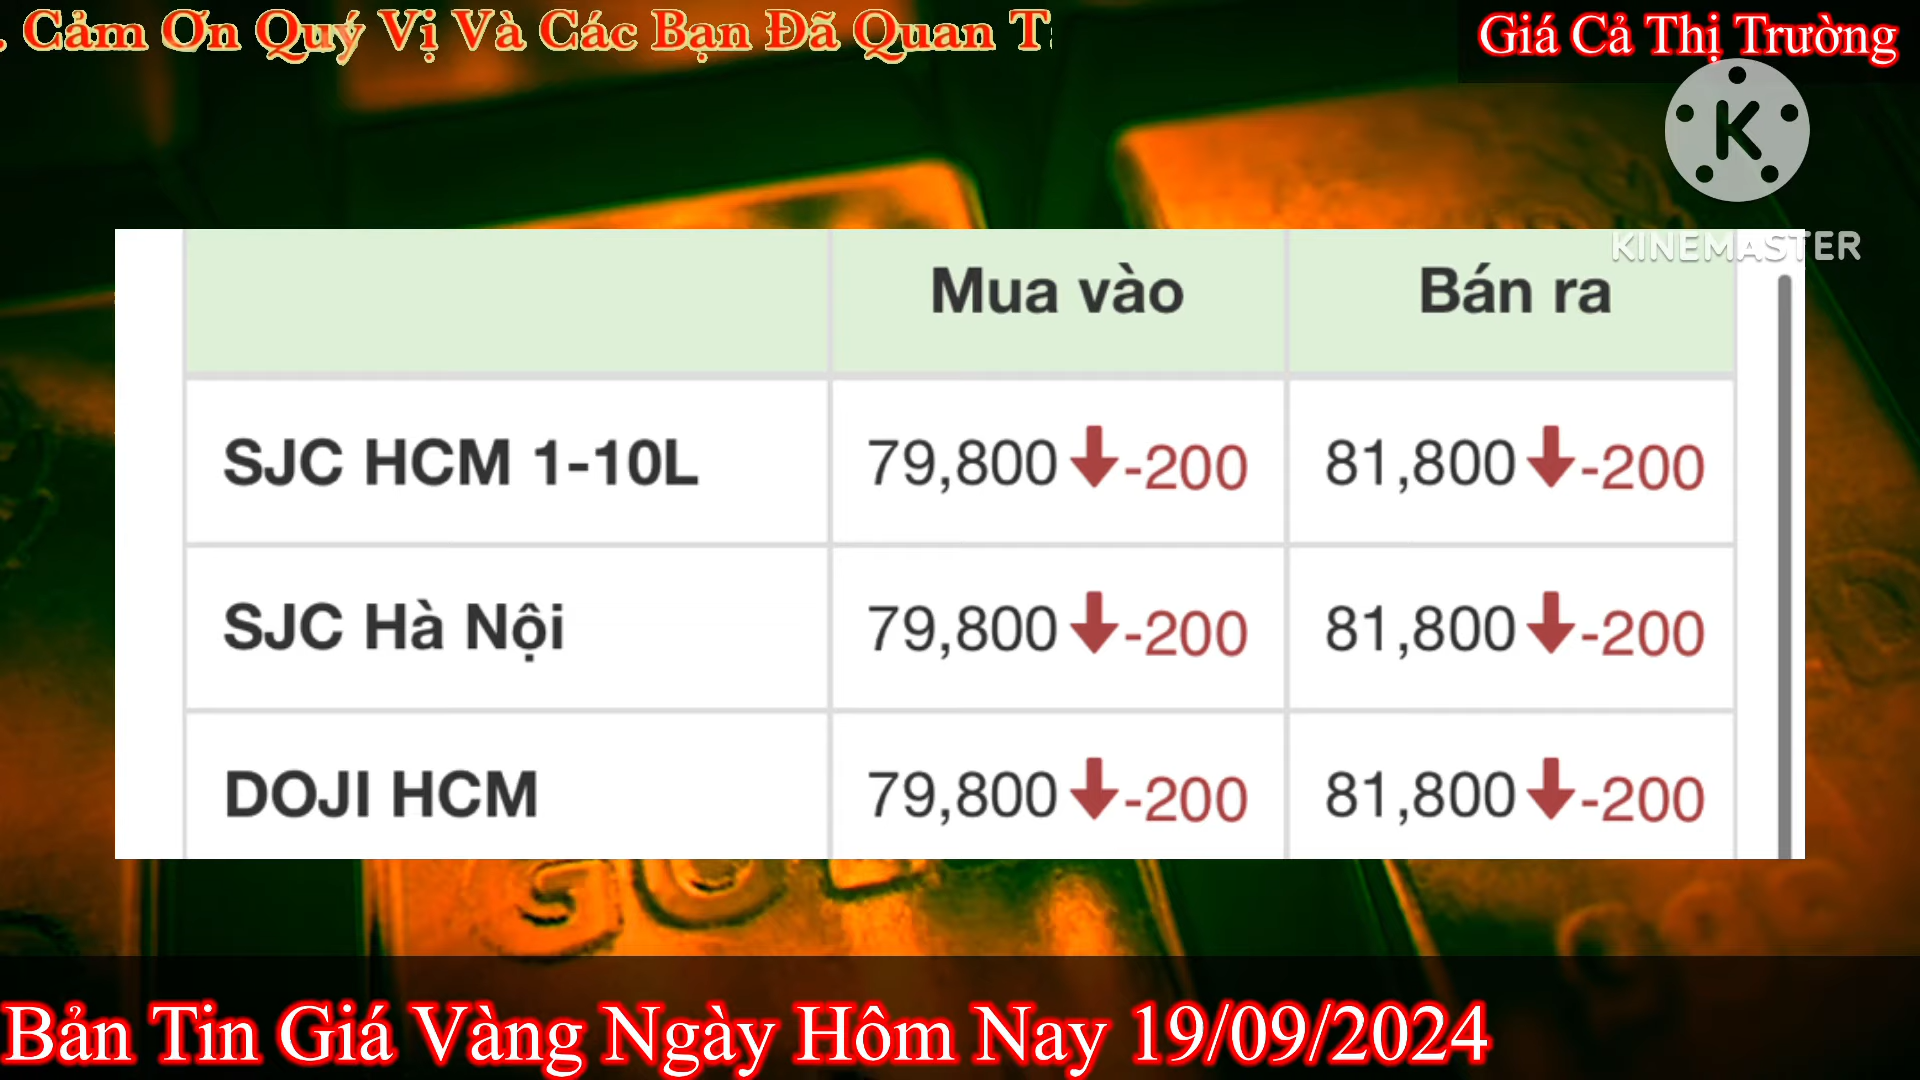 . Cảm Ơn Quý Vị Và Các Bạn Đã Quan
Giá Cả Thị Trường
K
KINEMASTER
Mua vào Bán ra
SJC HCM 1-10L 79,800 -200 81,800 -200
SJC Hà Nội 79,800 -200 81,800 -200
DOJI HCM 79,800 -200 81,800 -200
Bản Tin Giá Vàng Ngày Hôm Nay 19/09/2024